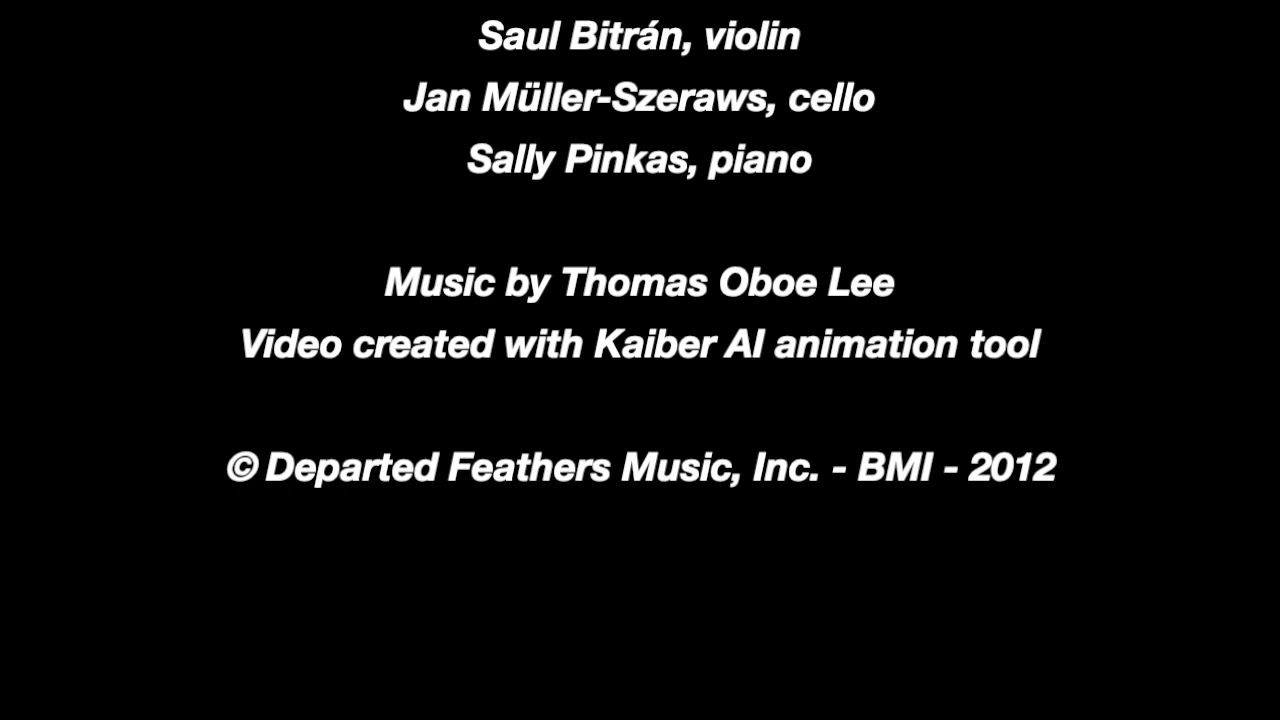 Saul Bitrán, violin
Jan Müller-Szeraws, cello
Sally Pinkas, piano
Music by Thomas Oboe Lee
Video created with Kaiber AI animation tool
© Departed Feathers Music, Inc. - BMI - 2012